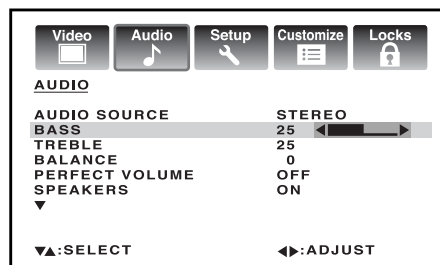 Video Audio Setup Customize Locks
AUDIO
AUDIO SOURCE STEREO
BASS 25
TREBLE 25
BALANCE 0
PERFECT VOLUME OFF
SPEAKERS ON
▼
▼▲:SELECT ◀▶:ADJUST